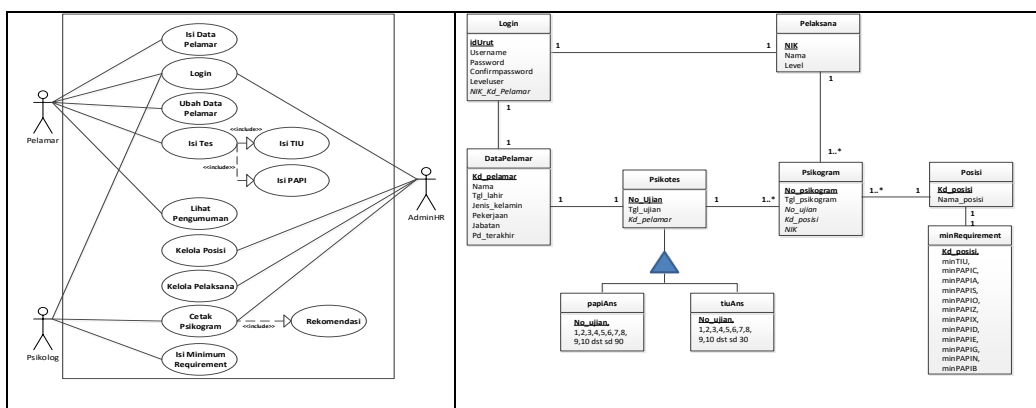 Isi Data
Pelamar
Login
Ubah Data
Pelamar
Isi Tes
<<include>>
Isi TIU
<<include>>
Isi PAPI
Lihat
Pengumuman
Kelola Posisi
Kelola Pelaksana
Cetak
Psikogram
<<include>>
Rekomendasi
Isi Minimum
Requirement
Pelamar
AdminHR
Psikolog
Login
idUrut
Username
Password
Confirmpassword
Leveluser
NIK_Kd_Pelamar
1
1
Pelaksana
NIK
Nama
Level
1
1
1
1..*
DataPelamar
Kd_pelamar
Nama
Tgl_lahir
Jenis_kelamin
Pekerjaan
Jabatan
Pd_terakhir
1
1
Psikotes
No_Ujian
Tgl_ujian
Kd_pelamar
1
1..*
Psikogram
No_psikogram
Tgl_psikogram
No_ujian
Kd_posisi
NIK
1..*
1
Posisi
Kd_posisi
Nama_posisi
1
1
minRequirement
Kd_posisi,
minTIU,
minPAPIC,
minPAPIA,
minPAPIS,
minPAPIO,
minPAPIZ,
minPAPIX,
minPAPID,
minPAPIE,
minPAPIG,
minPAPIN,
minPAPIB
papiAns
No_ujian,
1,2,3,4,5,6,7,8,
9,10 dst sd 90
tiuAns
No_ujian,
1,2,3,4,5,6,7,8,
9,10 dst sd 30